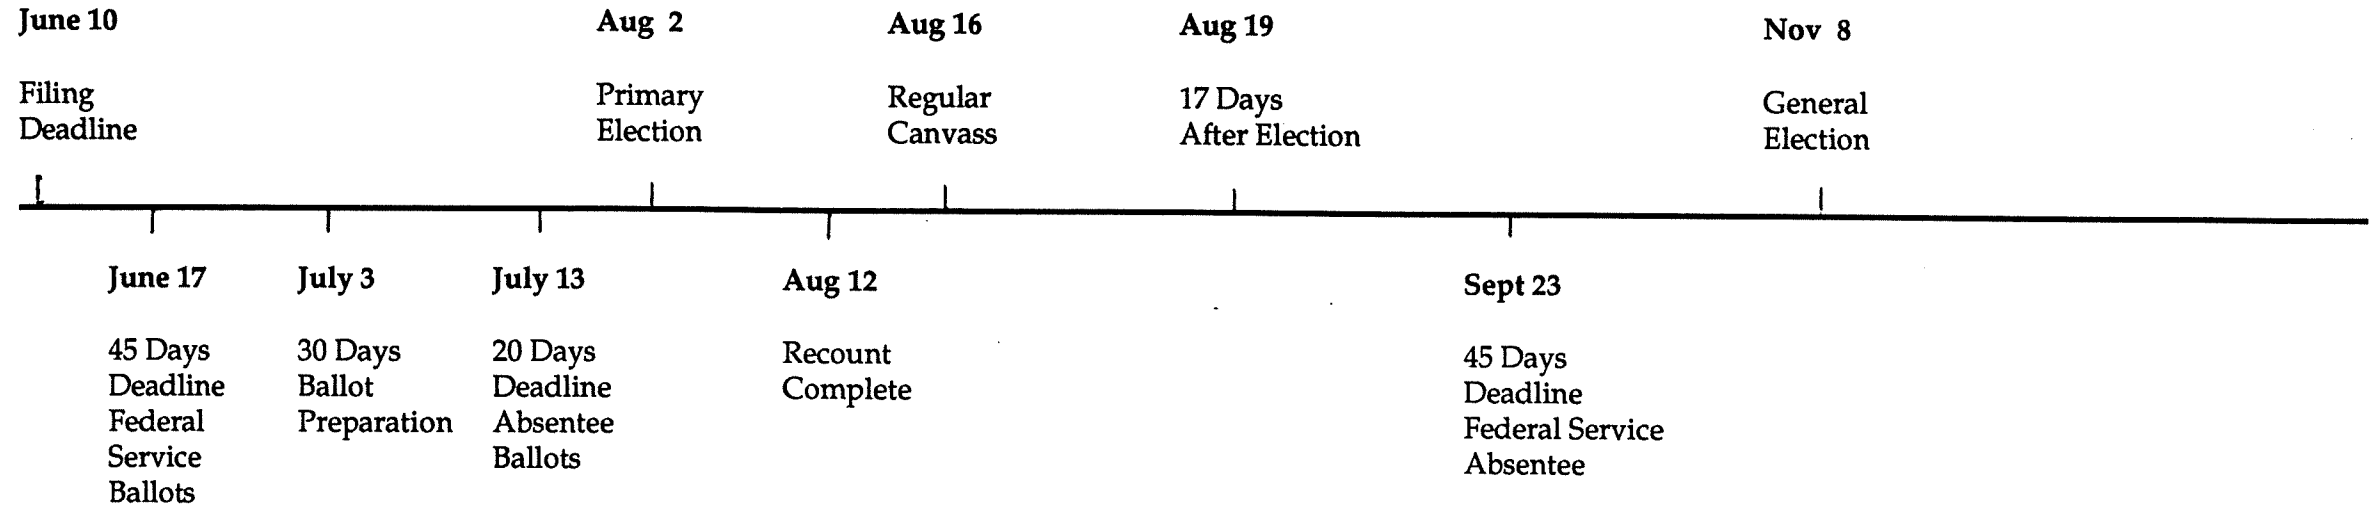 June 10
Filing
Deadline
Aug 2
Primary
Election
Aug 16
Regular
Canvass
Aug 19
17 Days
After Election
Nov 8
General
Election
June 17
45 Days
Deadline
Federal
Service
Ballots
July 3
30 Days
Ballot
Preparation
July 13
20 Days
Deadline
Absentee
Ballots
Aug 12
Recount
Complete
Sept 23
45 Days
Deadline
Federal Service
Absentee